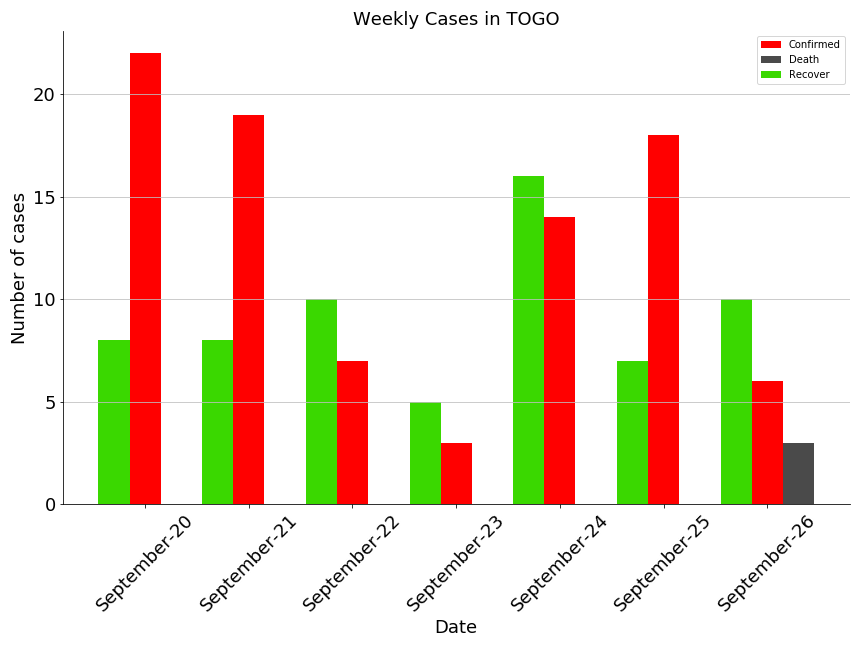 Weekly Cases in TOGO
Confirmed
Death
Recover
Number of cases
20
15
10
5
0
September-20
September-21
September-22
September-23
September-24
September-25
September-26
Date